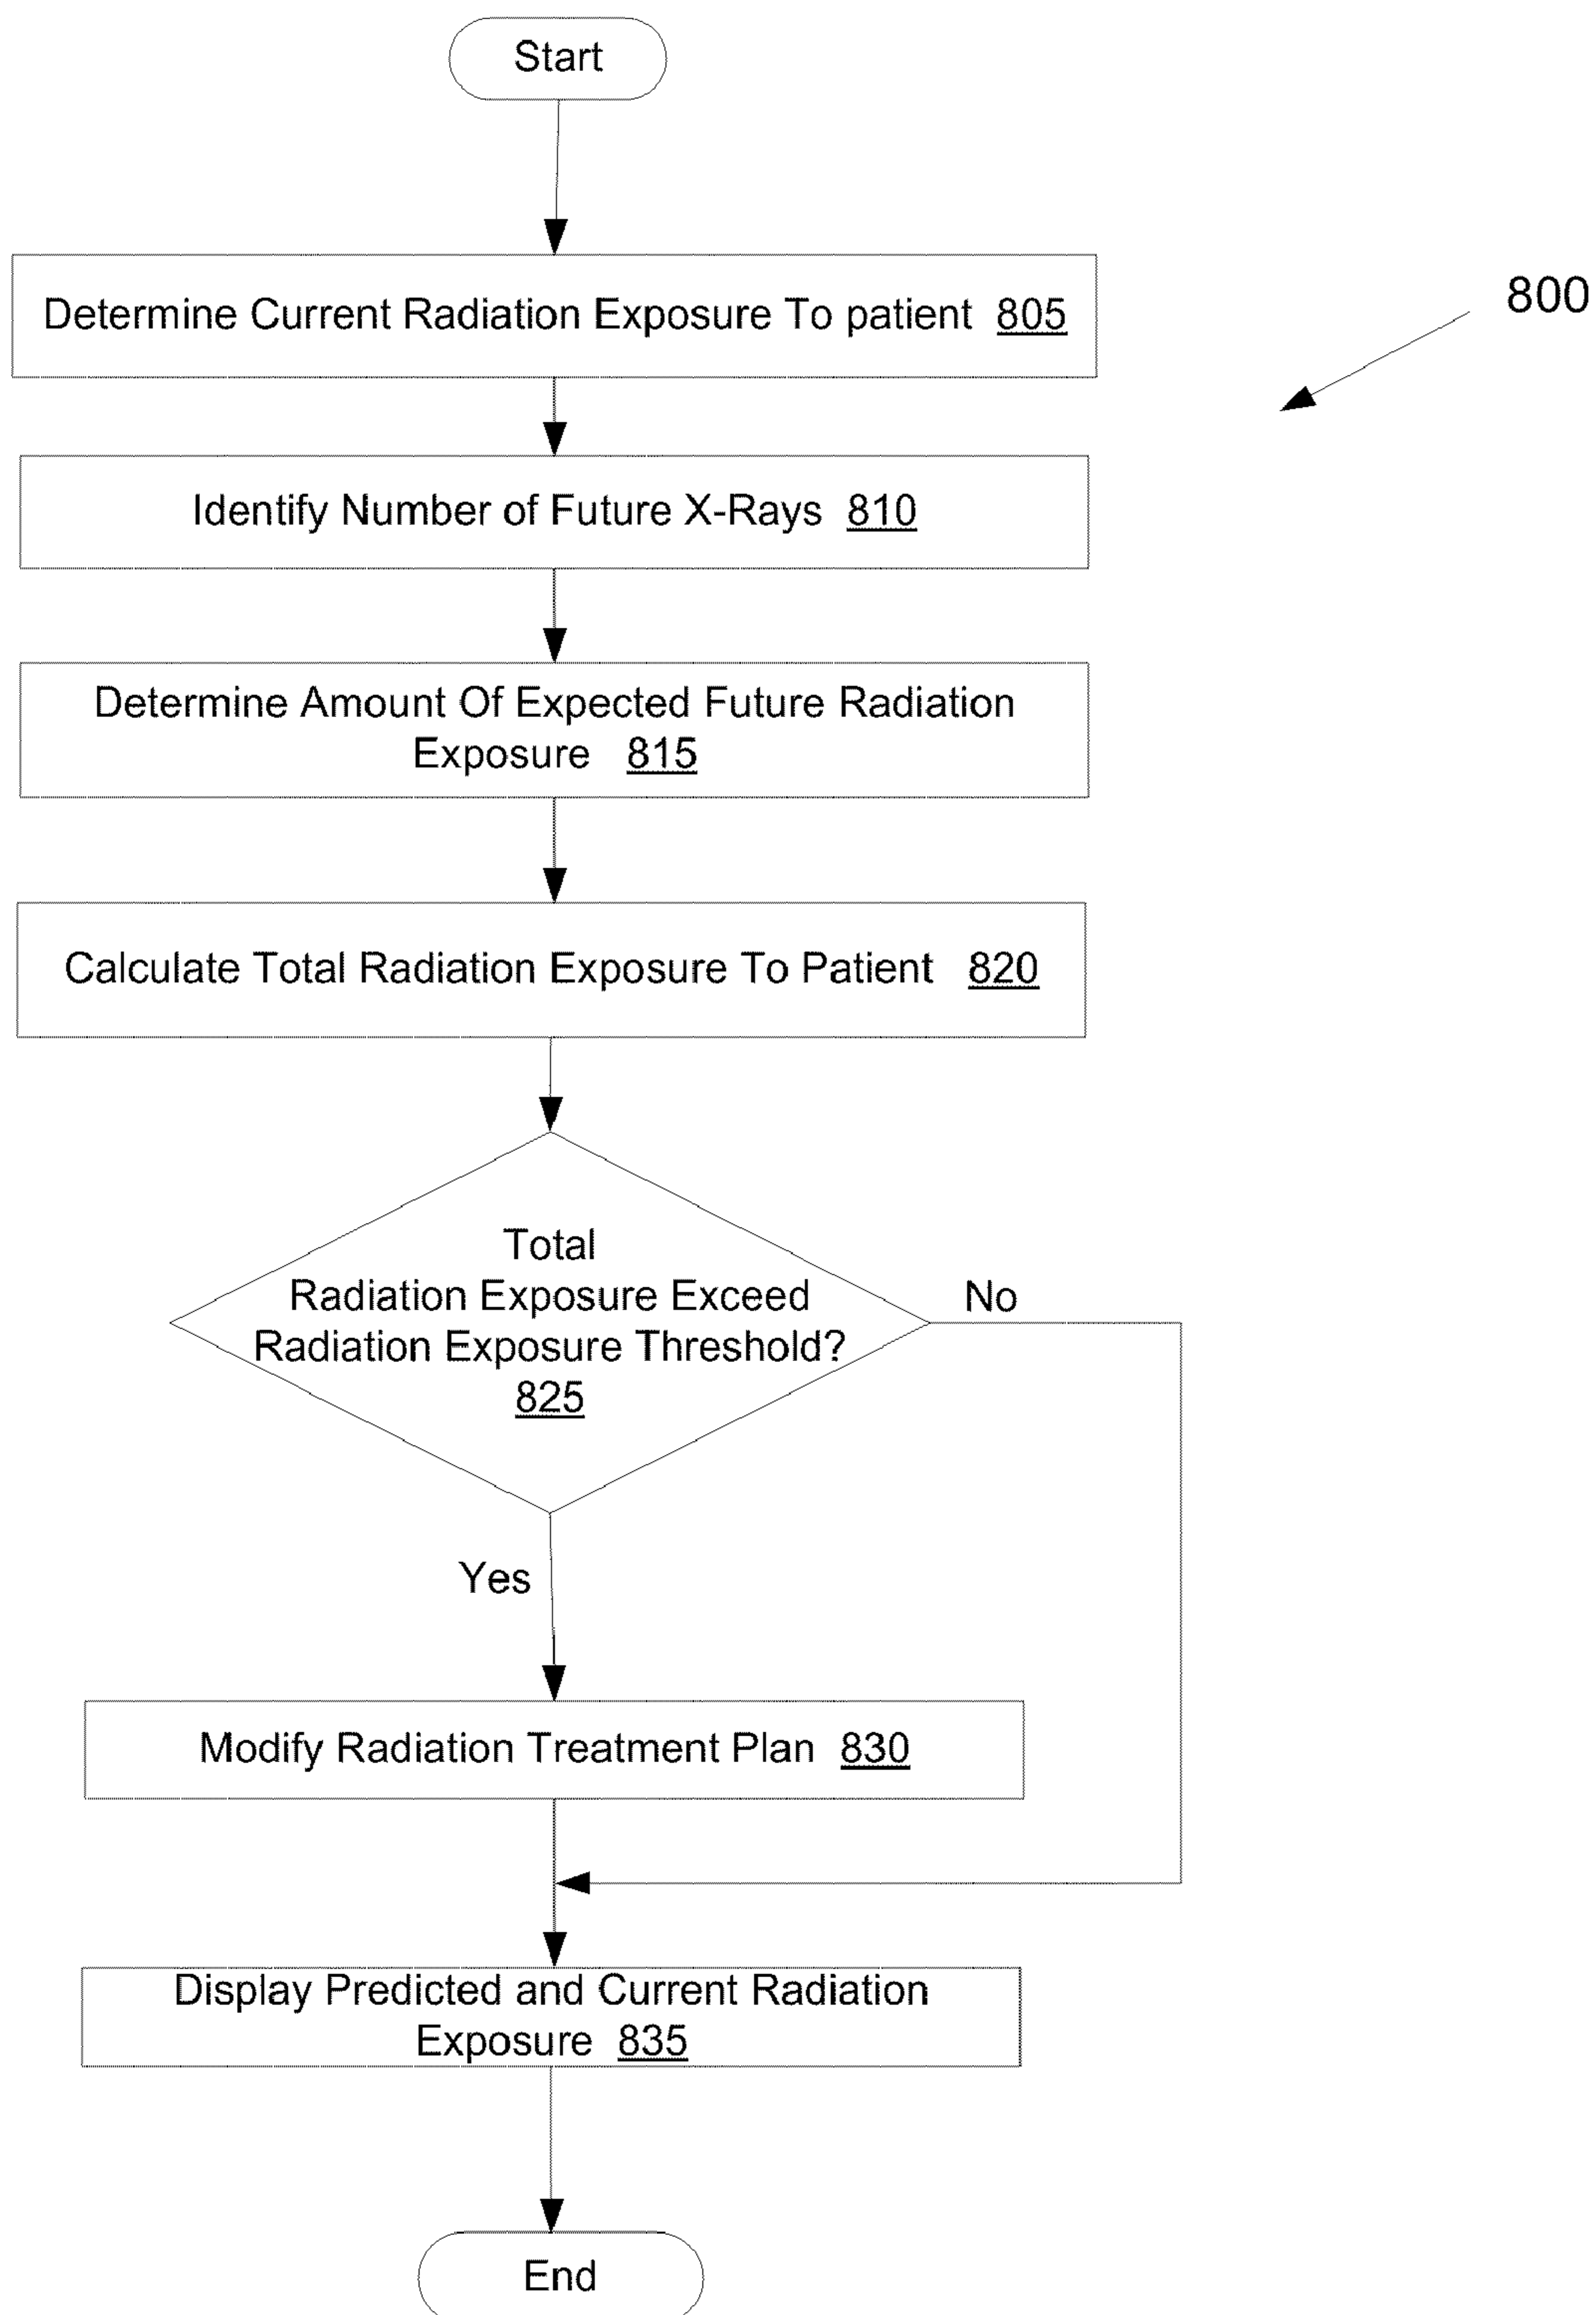 Start
Determine Current Radiation Exposure To patient 805
800
Identify Number of Future X-Rays 810
Determine Amount Of Expected Future Radiation
Exposure 815
Calculate Total Radiation Exposure To Patient 820
Total
Radiation Exposure Exceed
Radiation Exposure Threshold?
825
No
Yes
Modify Radiation Treatment Plan 830
Display Predicted and Current Radiation
Exposure 835
End